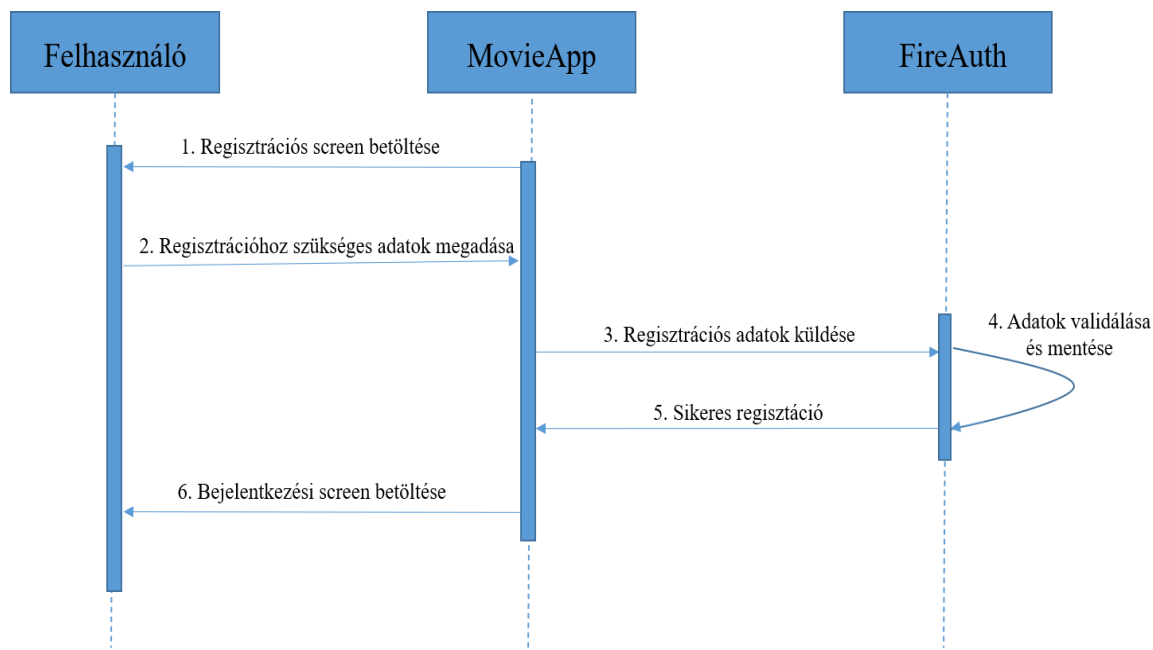 Felhasználó
MovieApp
FireAuth
1. Regisztrációs screen betöltése
2. Regisztrációhoz szükséges adatok megadása
3. Regisztrációs adatok küldése
4. Adatok validálása
és mentése
5. Sikeres regisztáció
6. Bejelentkezési screen betöltése